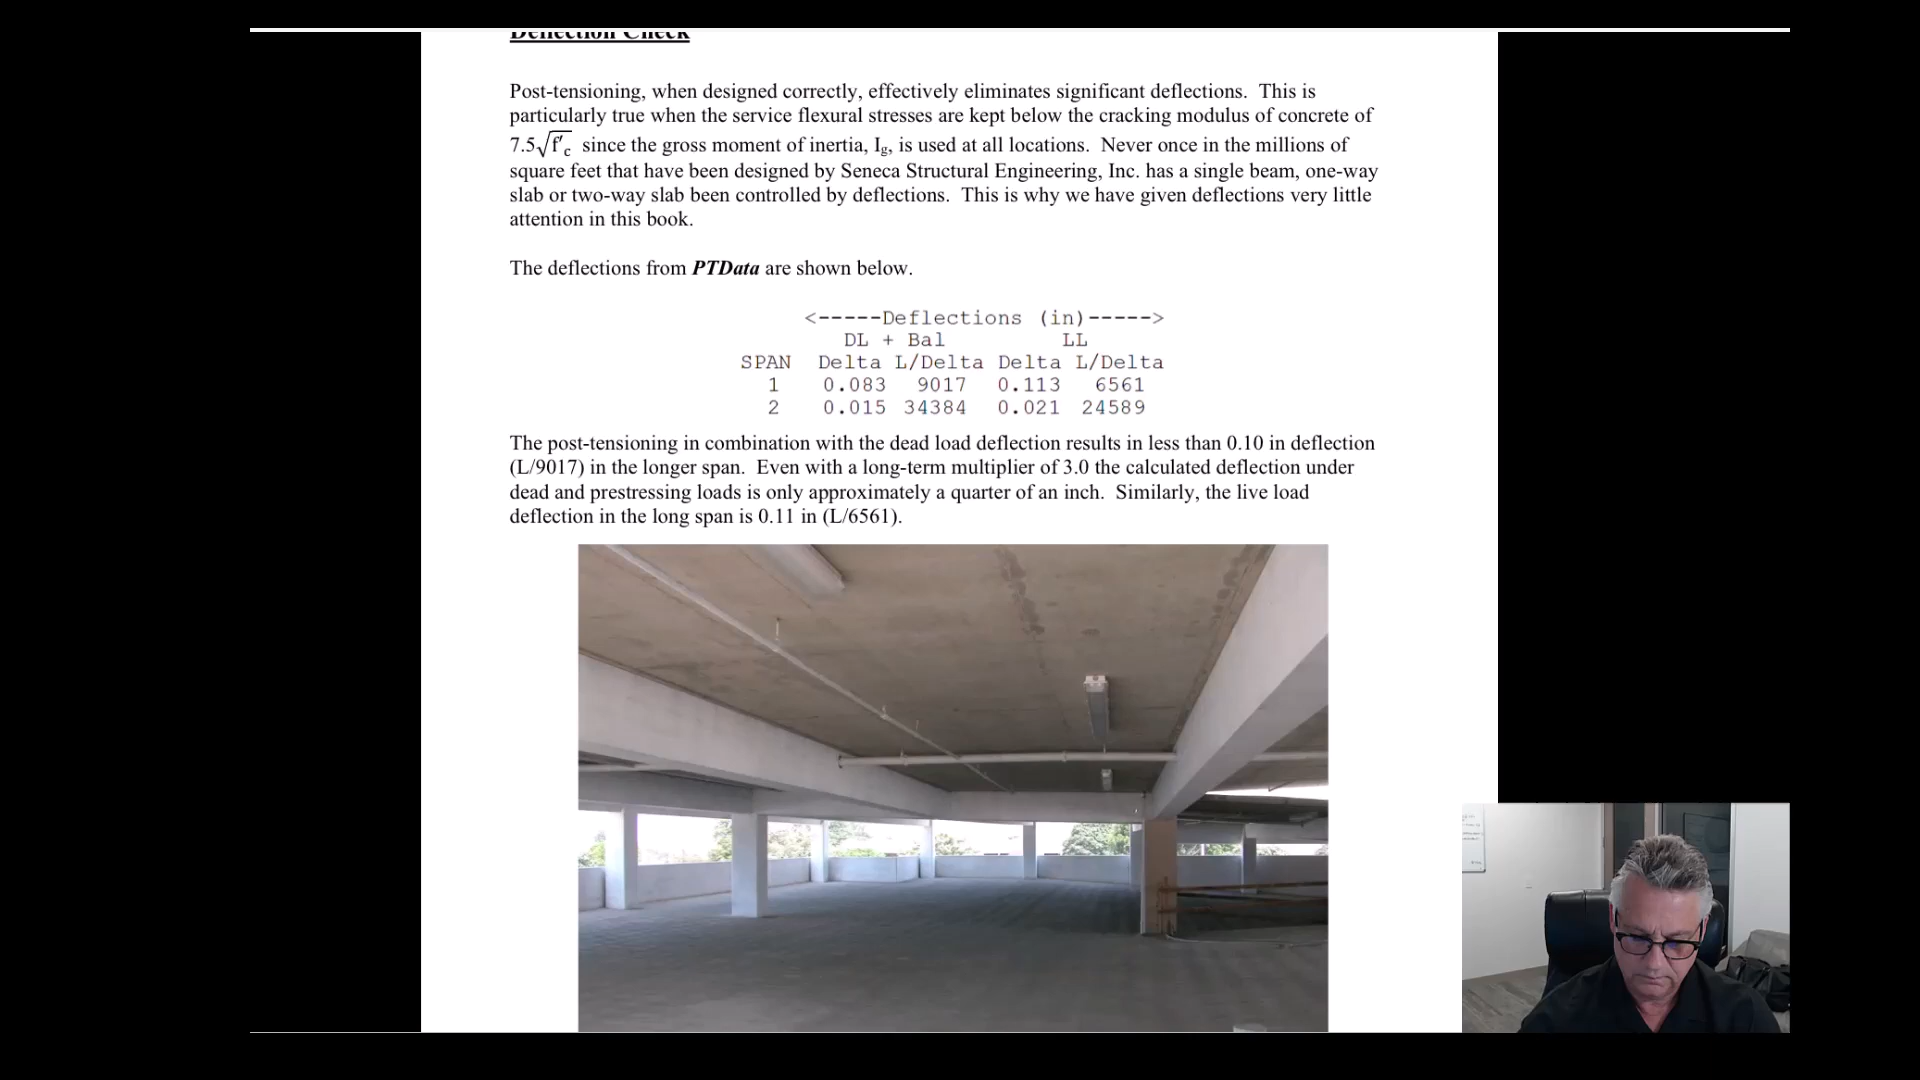 Deflection Check
Post-tensioning, when designed correctly, effectively eliminates significant deflections.  This is
particularly true when the service flexural stresses are kept below the cracking modulus of concrete of
7.5√f′c since the gross moment of inertia, Ig, is used at all locations.  Never once in the millions of
square feet that have been designed by Seneca Structural Engineering, Inc. has a single beam, one-way
slab or two-way slab been controlled by deflections.  This is why we have given deflections very little
attention in this book.
The deflections from PTData are shown below.
<-----Deflections (in)----->
DL + Bal LL
SPAN Delta L/Delta Delta L/Delta
1 0.083 9017 0.113 6561
2 0.015 34384 0.021 24589
The post-tensioning in combination with the dead load deflection results in less than 0.10 in deflection
(L/9017) in the longer span.  Even with a long-term multiplier of 3.0 the calculated deflection under
dead and prestressing loads is only approximately a quarter of an inch.  Similarly, the live load
deflection in the long span is 0.11 in (L/6561).